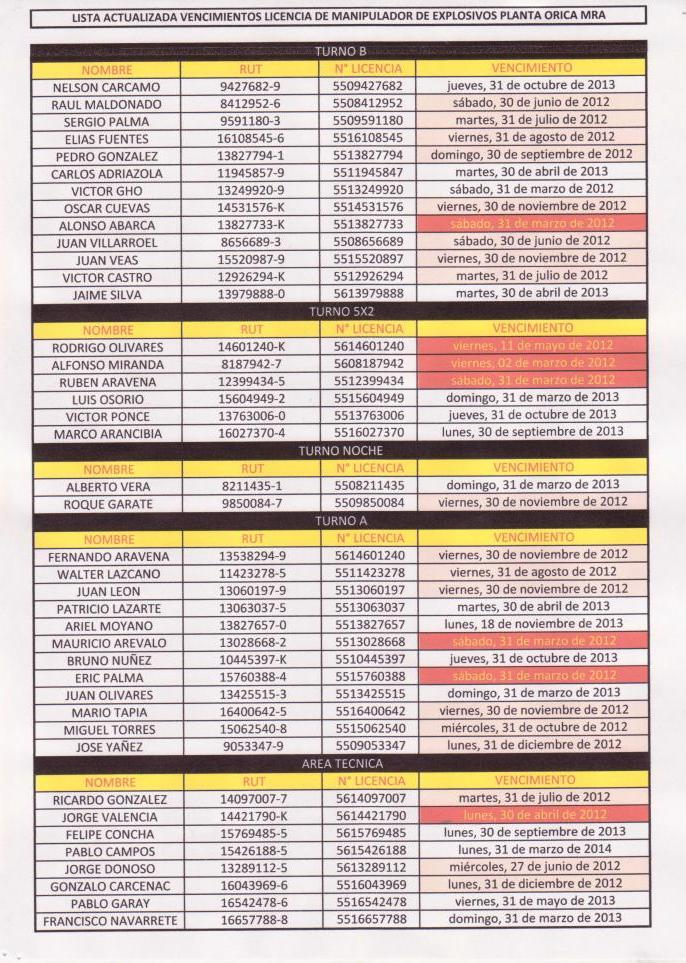 LISTA ACTUALIZADA VENCIMIENTOS LICENCIA DE MANIPULADOR DE EXPLOSIVOS PLANTA ORICA MRA
TURNO B
NOMBRE RUT N° LICENCIA VENCIMIENTO
NELSON CARCAMO 9427682-9 5509427682 jueves, 31 de octubre de 2013
RAUL MALDONADO 8412952-6 5508412952 sábado, 30 de junio de 2012
SERGIO PALMA 9591180-3 5509591180 martes, 31 de julio de 2012
ELIAS FUENTES 16108545-6 5516108545 viernes, 31 de agosto de 2012
PEDRO GONZALEZ 13827794-1 5513827794 domingo, 30 de septiembre de 2012
CARLOS ADRIAZOLA 11945857-9 5511945847 martes, 30 de abril de 2013
VICTOR GHO 13249920-9 5513249920 sábado, 31 de marzo de 2012
OSCAR CUEVAS 14531576-K 5514531576 viernes, 30 de noviembre de 2012
ALONSO ABARCA 13827733-K 5513827733 sábado, 31 de marzo de 2012
JUAN VILLARROEL 8656689-3 5508656689 sábado, 30 de junio de 2012
JUAN VEAS 15520987-9 5515520897 viernes, 30 de noviembre de 2012
VICTOR CASTRO 12926294-K 5512926294 martes, 31 de julio de 2012
JAIME SILVA 13979888-0 5613979888 martes, 30 de abril de 2013
TURNO 5X2
NOMBRE RUT N° LICENCIA VENCIMIENTO
RODRIGO OLIVARES 14601240-K 5614601240 viernes, 11 de mayo de 2012
ALFONSO MIRANDA 8187942-7 5608187942 viernes, 02 de marzo de 2012
RUBEN ARAVENA 12399434-5 5512399434 sábado, 31 de marzo de 2012
LUIS OSORIO 15604949-2 5515604949 domingo, 31 de marzo de 2013
VICTOR PONCE 13763006-0 5513763006 jueves, 31 de octubre de 2013
MARCO ARANCIBIA 16027370-4 5516027370 lunes, 30 de septiembre de 2013
TURNO NOCHE
NOMBRE RUT N° LICENCIA VENCIMIENTO
ALBERTO VERA 8211435-1 5508211435 domingo, 31 de marzo de 2013
ROQUE GARATE 9850084-7 5509850084 viernes, 30 de noviembre de 2012
TURNO A
NOMBRE RUT N° LICENCIA VENCIMIENTO
FERNANDO ARAVENA 13538294-9 5614601240 viernes, 30 de noviembre de 2012
WALTER LAZCANO 11423278-5 5511423278 viernes, 31 de agosto de 2012
JUAN LEON 13060197-9 5513060197 viernes, 30 de noviembre de 2012
PATRICIO LAZARTE 13063037-5 5513063037 martes, 30 de abril de 2013
ARIEL MOYANO 13827657-0 5513827657 lunes, 18 de noviembre de 2013
MAURICIO AREVALO 13028668-2 5513028668 sábado, 31 de marzo de 2012
BRUNO NUÑEZ 10445397-K 5510445397 jueves, 31 de octubre de 2013
ERIC PALMA 15760388-4 5515760388 sábado, 31 de marzo de 2012
JUAN OLIVARES 13425515-3 5513425515 domingo, 31 de marzo de 2013
MARIO TAPIA 16400642-5 5516400642 viernes, 30 de noviembre de 2012
MIGUEL TORRES 15062540-8 5515062540 miércoles, 31 de octubre de 2012
JOSE YAÑEZ 9053347-9 5509053347 lunes, 31 de diciembre de 2012
AREA TECNICA
NOMBRE RUT N° LICENCIA VENCIMIENTO
RICARDO GONZALEZ 14097007-7 5614097007 martes, 31 de julio de 2012
JORGE VALENCIA 14421790-K 5614421790 lunes, 30 de abril de 2012
FELIPE CONCHA 15769485-5 5615769485 lunes, 30 de septiembre de 2013
PABLO CAMPOS 15426188-5 5615426188 lunes, 31 de marzo de 2014
JORGE DONOSO 13289112-5 5613289112 miércoles, 27 de junio de 2012
GONZALO CARCENAC 16043969-6 5516043969 lunes, 31 de diciembre de 2012
PABLO GARAY 16542478-6 5516542478 viernes, 31 de mayo de 2013
FRANCISCO NAVARRETE 16657788-8 5516657788 domingo, 31 de marzo de 2013